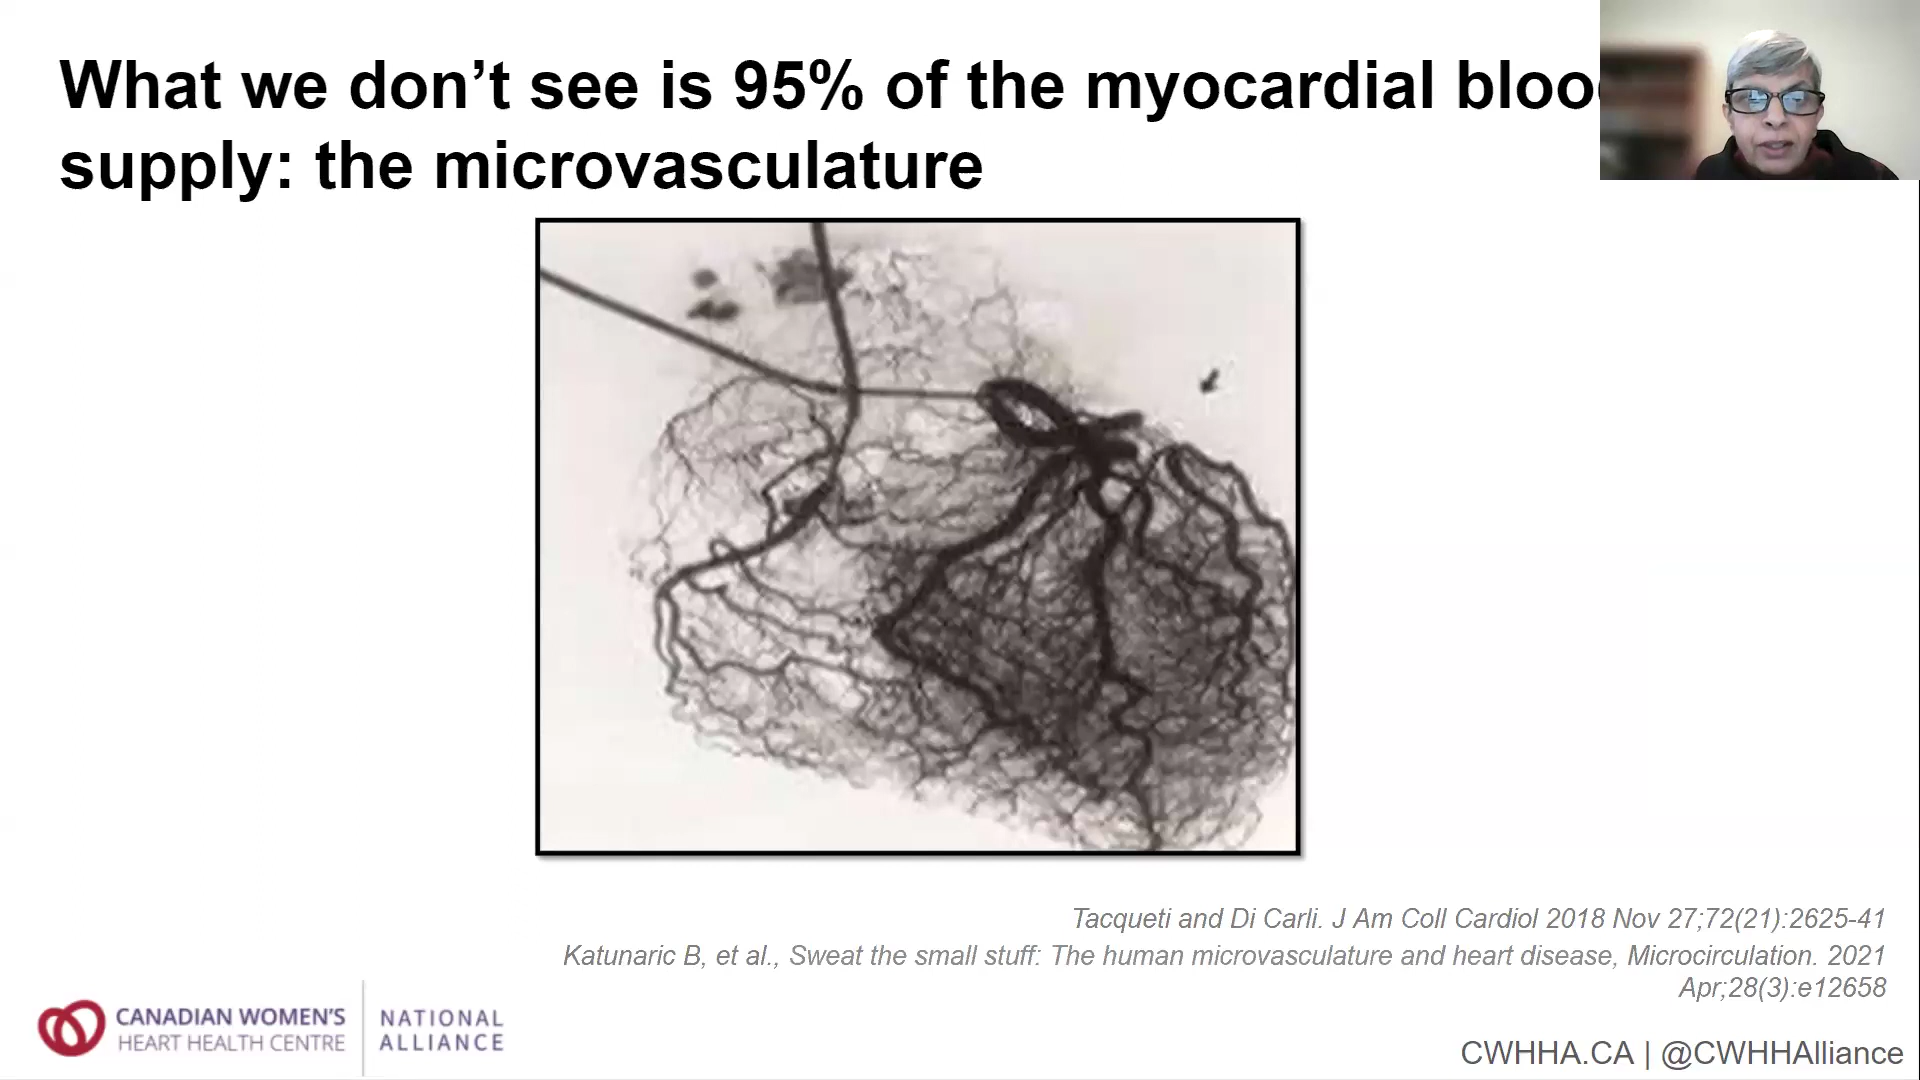 What we don't see is 95% of the myocardial
supply: the microvasculature
Tacqueti and Di Carli. J Am Coll Cardiol 2018 Nov 27;72(21):2625-41
Katunaric B, et al., Sweat the small stuff: The human microvasculature and heart disease, Microcirculation. 2021
Apr;28(3):e12658
CANADIAN WOMEN'S
HEART HEALTH CENTRE
NATIONAL
ALLIANCE
CWHHA.CA | @CWHHAlliance